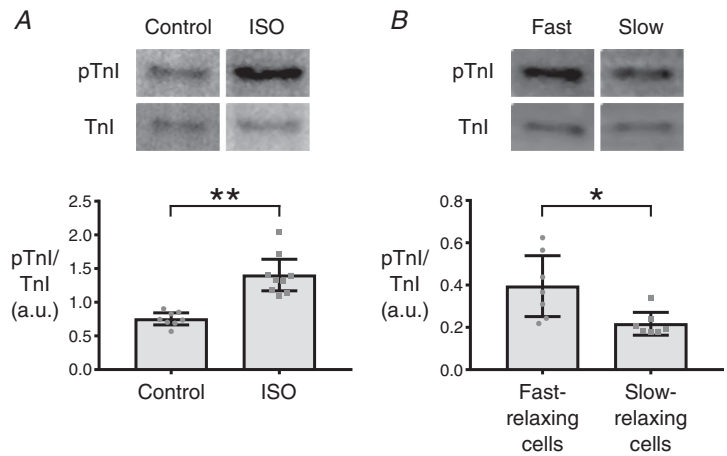 A
Control ISO
pTnI
TnI
**
2.5
2.0
1.5
1.0
0.5
0.0
pTnI/
TnI
(a.u.)
Control ISO
B
Fast Slow
pTnI
TnI
*
0.8
0.6
0.4
0.2
0.0
pTnI/
TnI
(a.u.)
Fast-
relaxing
cells
Slow-
relaxing
cells